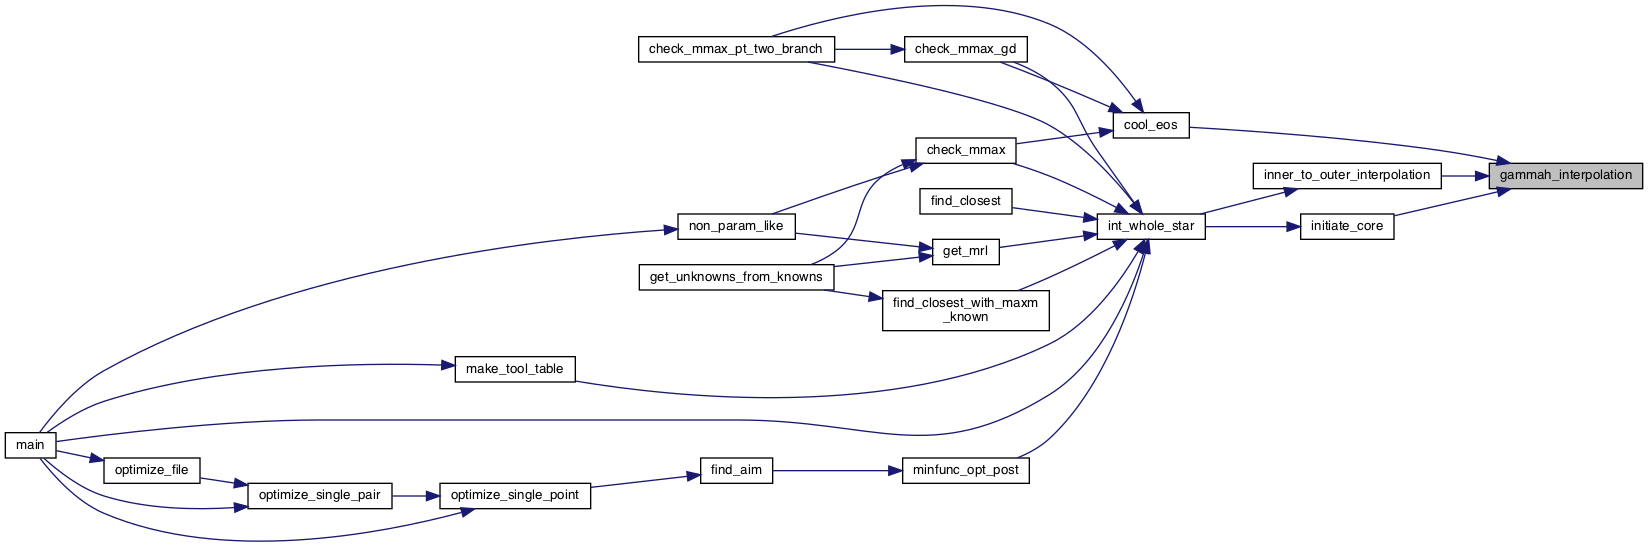 check_mmax_pt_two_branch
check_mmax_gd
cool_eos
check_mmax
inner_to_outer_interpolation
gammah_interpolation
find_closest
non_param_like
int_whole_star
initiate_core
get_mrl
get_unknowns_from_knowns
find_closest_with_maxm
_known
make_tool_table
main
optimize_file
find_aim
minfunc_opt_post
optimize_single_pair
optimize_single_point